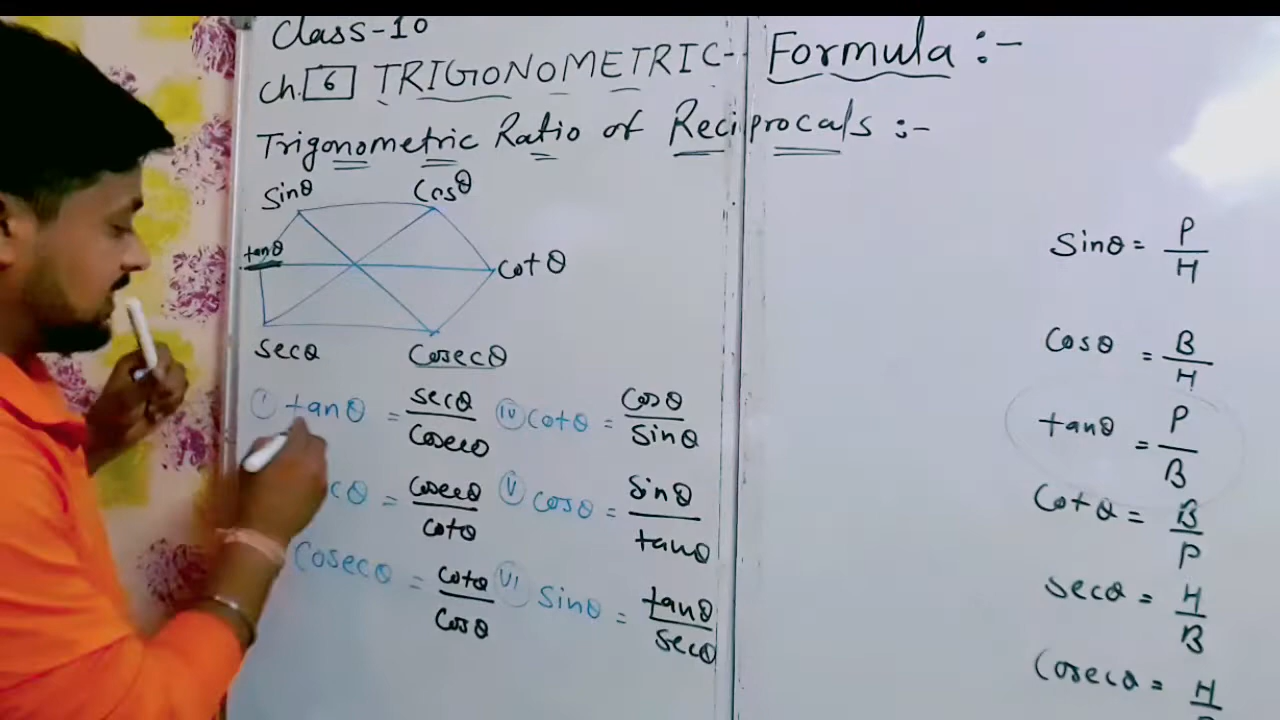 Class-10
Ch. 6 TRIGONOMETRIC- Formula :-
Trigonometric Ratio of Reciprocals :-
Sinθ Cosθ
tanθ Cotθ
Secθ Cosecθ
(i) tanθ = Secθ/Cosecθ (iv) Cotθ = Cosθ/Sinθ
cθ = Cosecθ/Cotθ (v) Cosθ = Sinθ/tanθ
Cosecθ = Cotθ/Cosθ (vi) Sinθ = tanθ/Secθ
Sinθ = P/H
Cosθ = B/H
tanθ = P/B
Cotθ = B/P
Secθ = H/B
Cosecθ = H